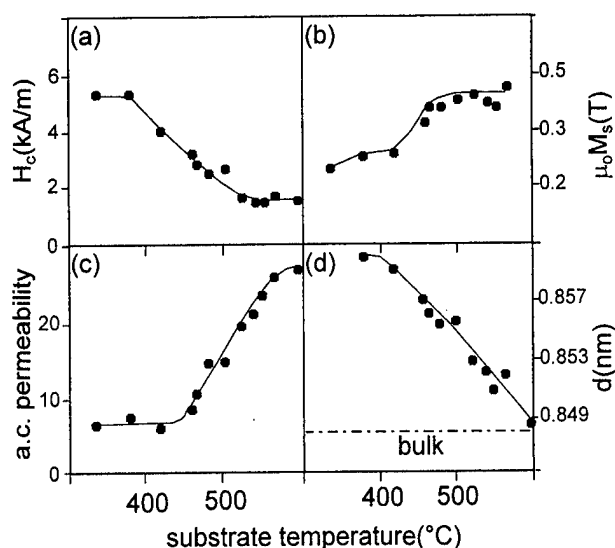 (a)
(b)
6
4
2
0
H_c(kA/m)
0.5
0.3
0.2
μ_oM_s(T)
(c)
(d)
20
10
0
a.c. permeability
0.857
0.853
0.849
d(nm)
bulk
400 500 400 500
substrate temperature(°C)